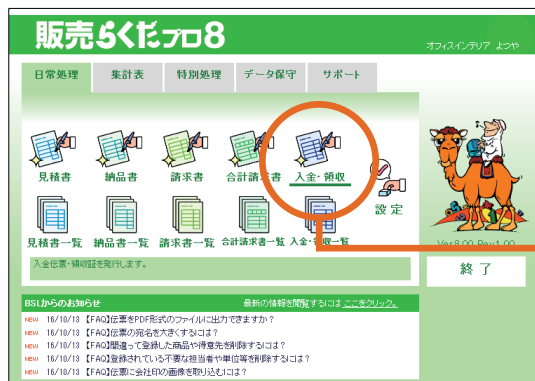 販売らくだプロ8
オフィスインテリア よつや
日常処理 集計表 特別処理 データ保守 サポート
見積書 納品書 請求書 合計請求書 入金・領収
設定
見積書一覧 納品書一覧 請求書一覧 合計請求書一覧 入金・領収一覧
Ver8.00 Rev1.00
入金伝票・領収証を発行します。
終了
BSLからのお知らせ 最新の情報を閲覧するには ここをクリック。
NEW 16/10/13 【FAQ】伝票をPDF形式のファイルに出力できますか？
NEW 16/10/13 【FAQ】伝票の宛名を大きくするには？
NEW 16/10/13 【FAQ】間違って登録した商品や得意先を削除するには？
NEW 16/10/13 【FAQ】登録されている不要な担当者や単位等を削除するには？
NEW 16/10/13 【FAQ】伝票に会社印の画像を取り込むには？